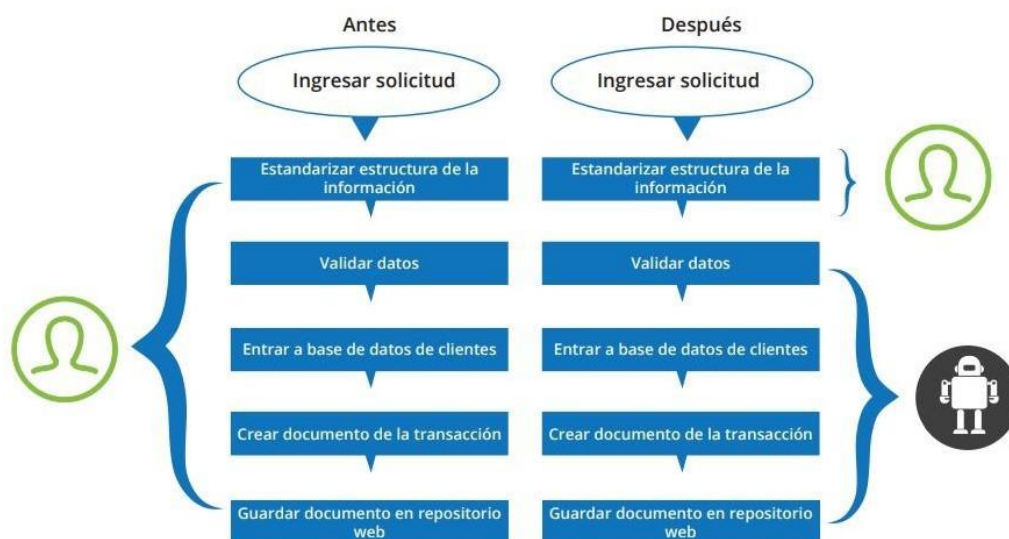 Antes
Ingresar solicitud
Estandarizar estructura de la
información
Validar datos
Entrar a base de datos de clientes
Crear documento de la transacción
Guardar documento en repositorio
web
Después
Ingresar solicitud
Estandarizar estructura de la
información
Validar datos
Entrar a base de datos de clientes
Crear documento de la transacción
Guardar documento en repositorio
web